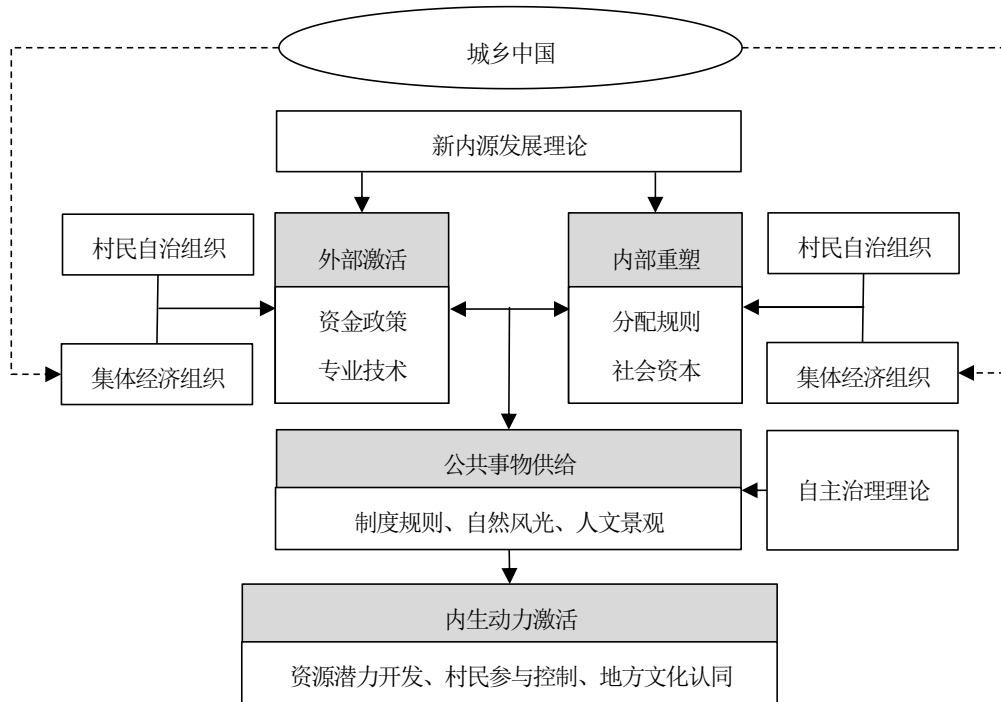 城乡中国
新内源发展理论
村民自治组织
外部激活
内部重塑
村民自治组织
资金政策
分配规则
专业技术
社会资本
集体经济组织
集体经济组织
公共事物供给
自主治理理论
制度规则、自然风光、人文景观
内生动力激活
资源潜力开发、村民参与控制、地方文化认同